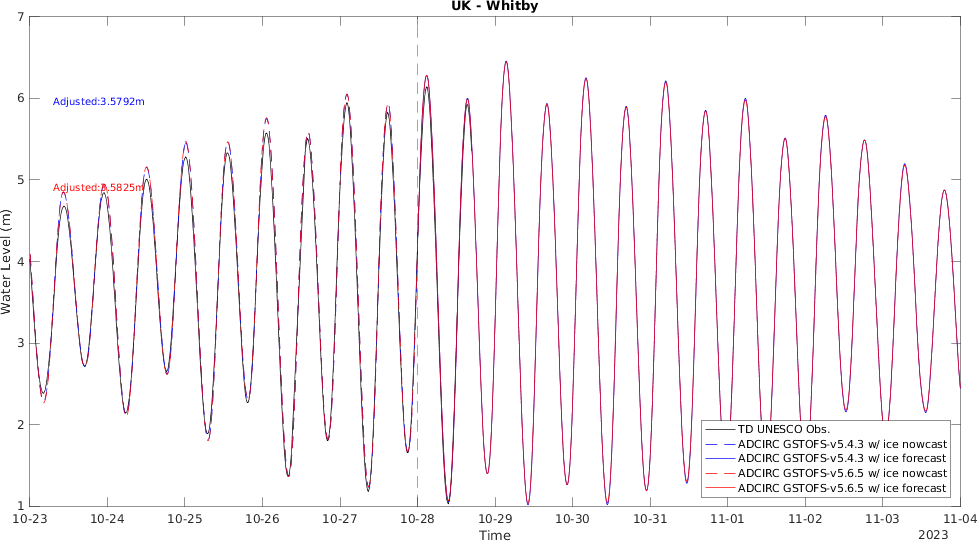 UK - Whitby
7
6
5
4
3
2
1
Water Level (m)
Adjusted:3.5792m
Adjusted:3.5825m
TD UNESCO Obs.
ADCIRC GSTOFS-v5.4.3 w/ ice nowcast
ADCIRC GSTOFS-v5.4.3 w/ ice forecast
ADCIRC GSTOFS-v5.6.5 w/ ice nowcast
ADCIRC GSTOFS-v5.6.5 w/ ice forecast
10-23 10-24 10-25 10-26 10-27 10-28 10-29 10-30 10-31 11-01 11-02 11-03 11-04
Time
2023